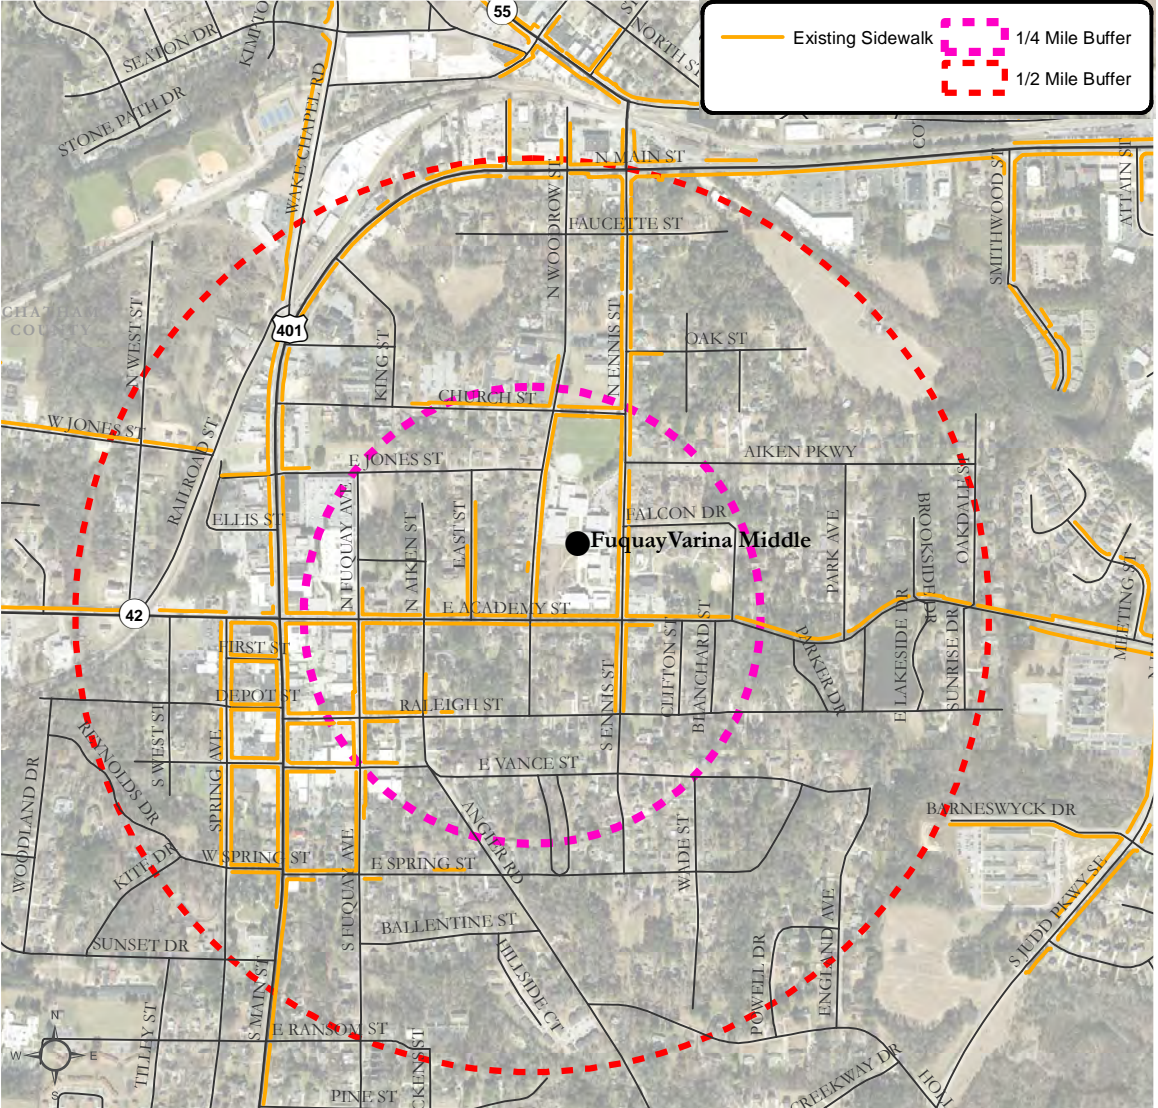 55
Existing Sidewalk
1/4 Mile Buffer
1/2 Mile Buffer
SEATON DR
NORTH ST
STONE PATH DR
WAKE CHAPEL RD
N MAIN ST
SMITHWOOD ST
ATTAIN ST
N WOODROW ST
FAUCETTE ST
COUNTY
N WEST ST
401
KING ST
N ENNIS ST
OAK ST
CHURCH ST
W JONES ST
RAILROAD ST
E JONES ST
AIKEN PKWY
ELLIS ST
N FUQUAY AVE
N AIKEN ST
EAST ST
FALCON DR
PARK AVE
BROOKSIDE DR
OAKDALE ST
FuquayVarina Middle
42
E ACADEMY ST
MEETING ST
FIRST ST
CLIFTON ST
BLANCHARD ST
PARKER DR
E LAKESIDE DR
SUNRISE DR
DEPOT ST
RALEIGH ST
S ENNIS ST
S WEST ST
REYNOLDS DR
SPRING AVE
E VANCE ST
WOODLAND DR
ANGIER RD
BARNESWYCK DR
W SPRING ST
E SPRING ST
WADE ST
KITE DR
S FUQUAY AVE
S JUDD PKWY SE
BALLENTINE ST
SUNSET DR
HILLSIDE CT
POWELL DR
ENGLAND AVE
S MAIN ST
N
W
E
S
E RANSOM ST
TILLEY ST
CREEKWAY DR
PINE ST